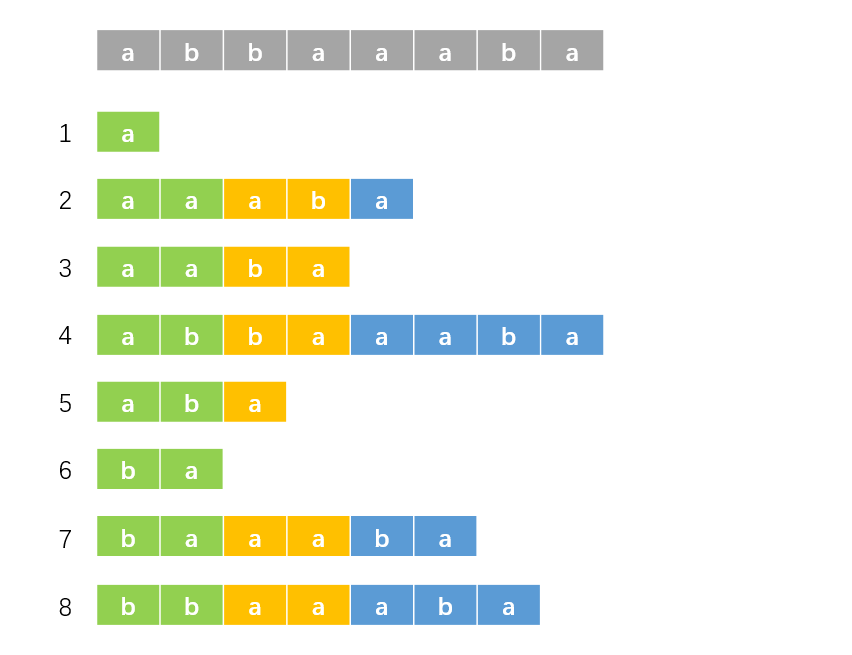 a b b a a a b a
1 a
2 a a a b a
3 a a b a
4 a b b a a a b a
5 a b a
6 b a
7 b a a a b a
8 b b a a a b a